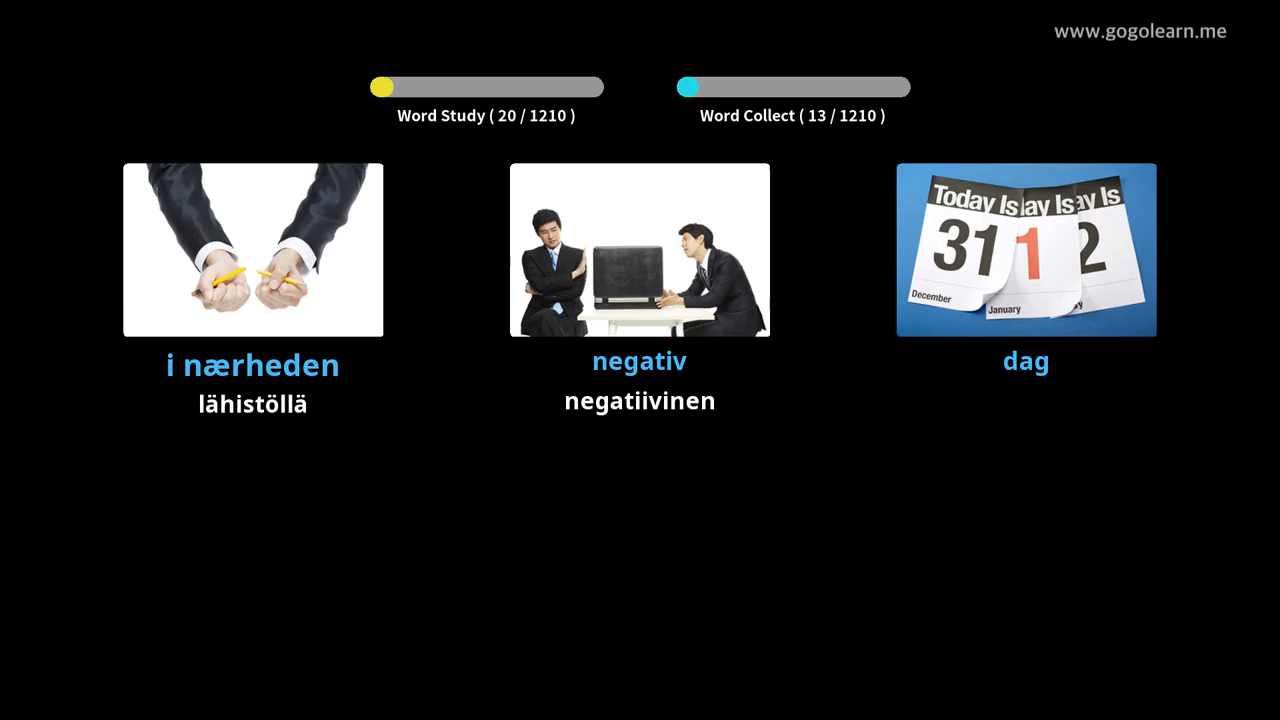 www.gogolearn.me
Word Study ( 20 / 1210 )
Word Collect ( 13 / 1210 )
Today Is
ay Is
ay Is
31
1
2
December
January
ry
i nærheden
negativ
dag
lähistöllä
negatiivinen